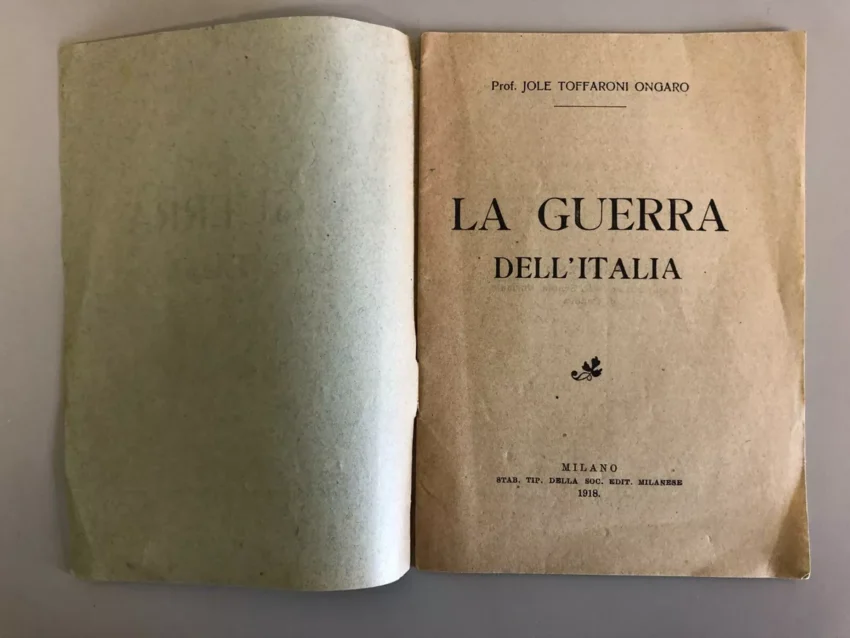 Prof. JOLE TOFFARONI ONGARO
LA GUERRA
DELL'ITALIA
MILANO
STAB. TIP. DELLA SOC. EDIT. MILANESE
1918.